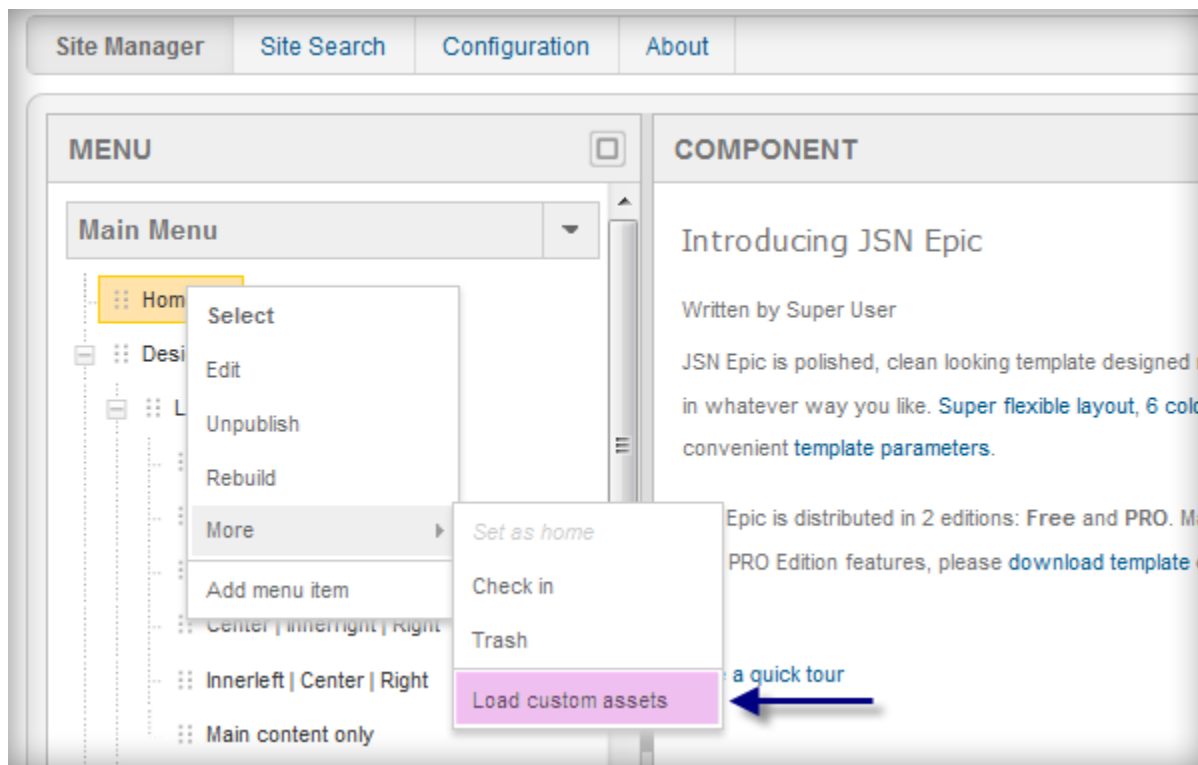 Site Manager Site Search Configuration About
MENU
COMPONENT
Main Menu
Introducing JSN Epic
Select
Written by Super User
Edit
JSN Epic is polished, clean looking template designed
in whatever way you like. Super flexible layout, 6
Unpublish
convenient template parameters.
Rebuild
More
Set as home
Epic is distributed in 2 editions: Free and PRO.
Check in
PRO Edition features, please download template
Add menu item
Center | Innerright | Right
Trash
Innerleft | Center | Right
a quick tour
Load custom assets
Main content only